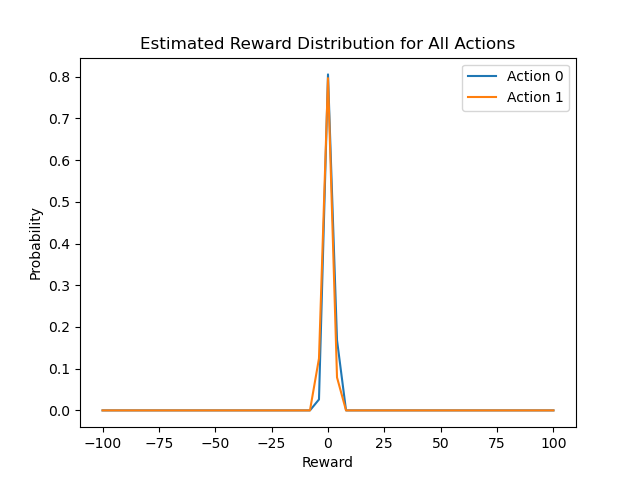 Estimated Reward Distribution for All Actions
Action 0
Action 1
Probability
0.8
0.7
0.6
0.5
0.4
0.3
0.2
0.1
0.0
−100 −75 −50 −25 0 25 50 75 100
Reward